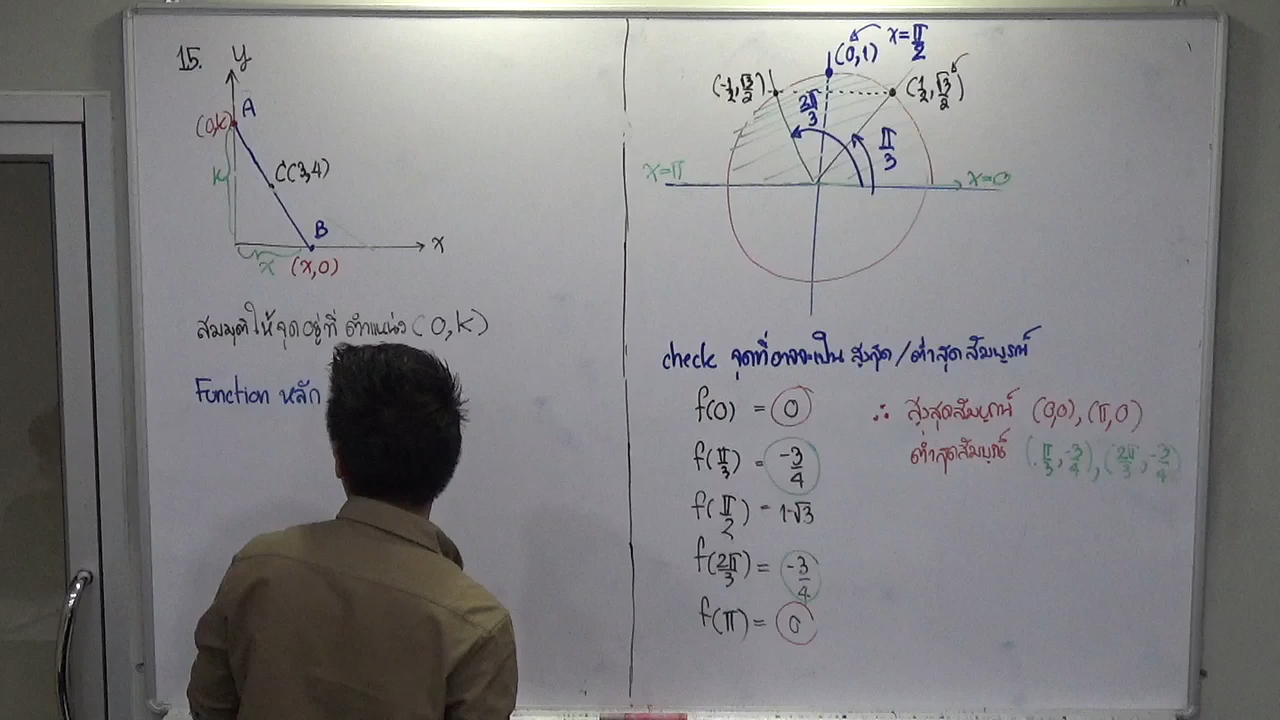 15.
y
(0,k) A
k
C(3,4)
B
x
x
(x,0)
สมมุติให้จุดอยู่ที่ ตำแหน่ง (0,k)
Function หลัก
(0,1) x=π/2
(-1/2, √3/2)
(1/2, √3/2)
2π/3
π/3
x=π
x=0
check จุดที่อาจจะเป็น สูงสุด/ต่ำสุด สัมบูรณ์
f(0) = 0
f(π/3) = -3/4
f(π/2) = 1-√3
f(2π/3) = -3/4
f(π) = 0
∴ สูงสุดสัมบูรณ์ (0,0), (π,0)
ต่ำสุดสัมบูรณ์ (π/3, -3/4), (2π/3, -3/4)